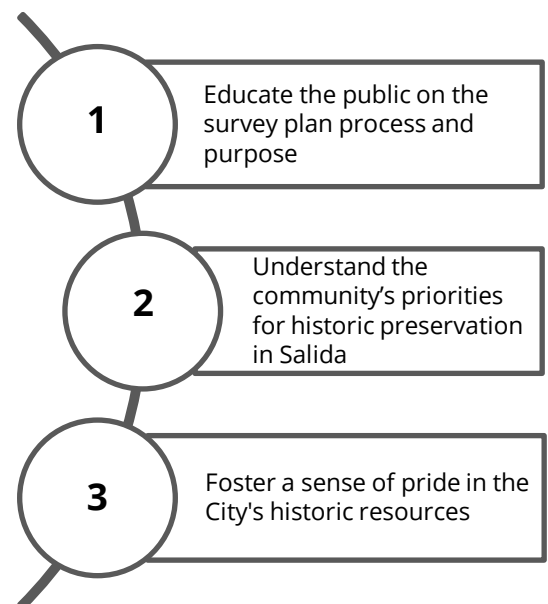 1
Educate the public on the
survey plan process and
purpose
2
Understand the
community’s priorities
for historic preservation
in Salida
3
Foster a sense of pride in the
City's historic resources